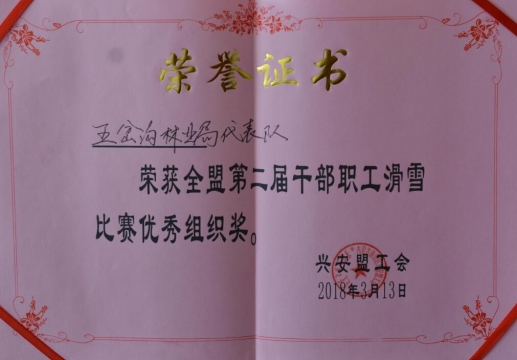 荣誉证书
五岔沟林业局代表队
荣获全盟第二届干部职工滑雪
比赛优秀组织奖。
兴安盟工会
2018年3月13日